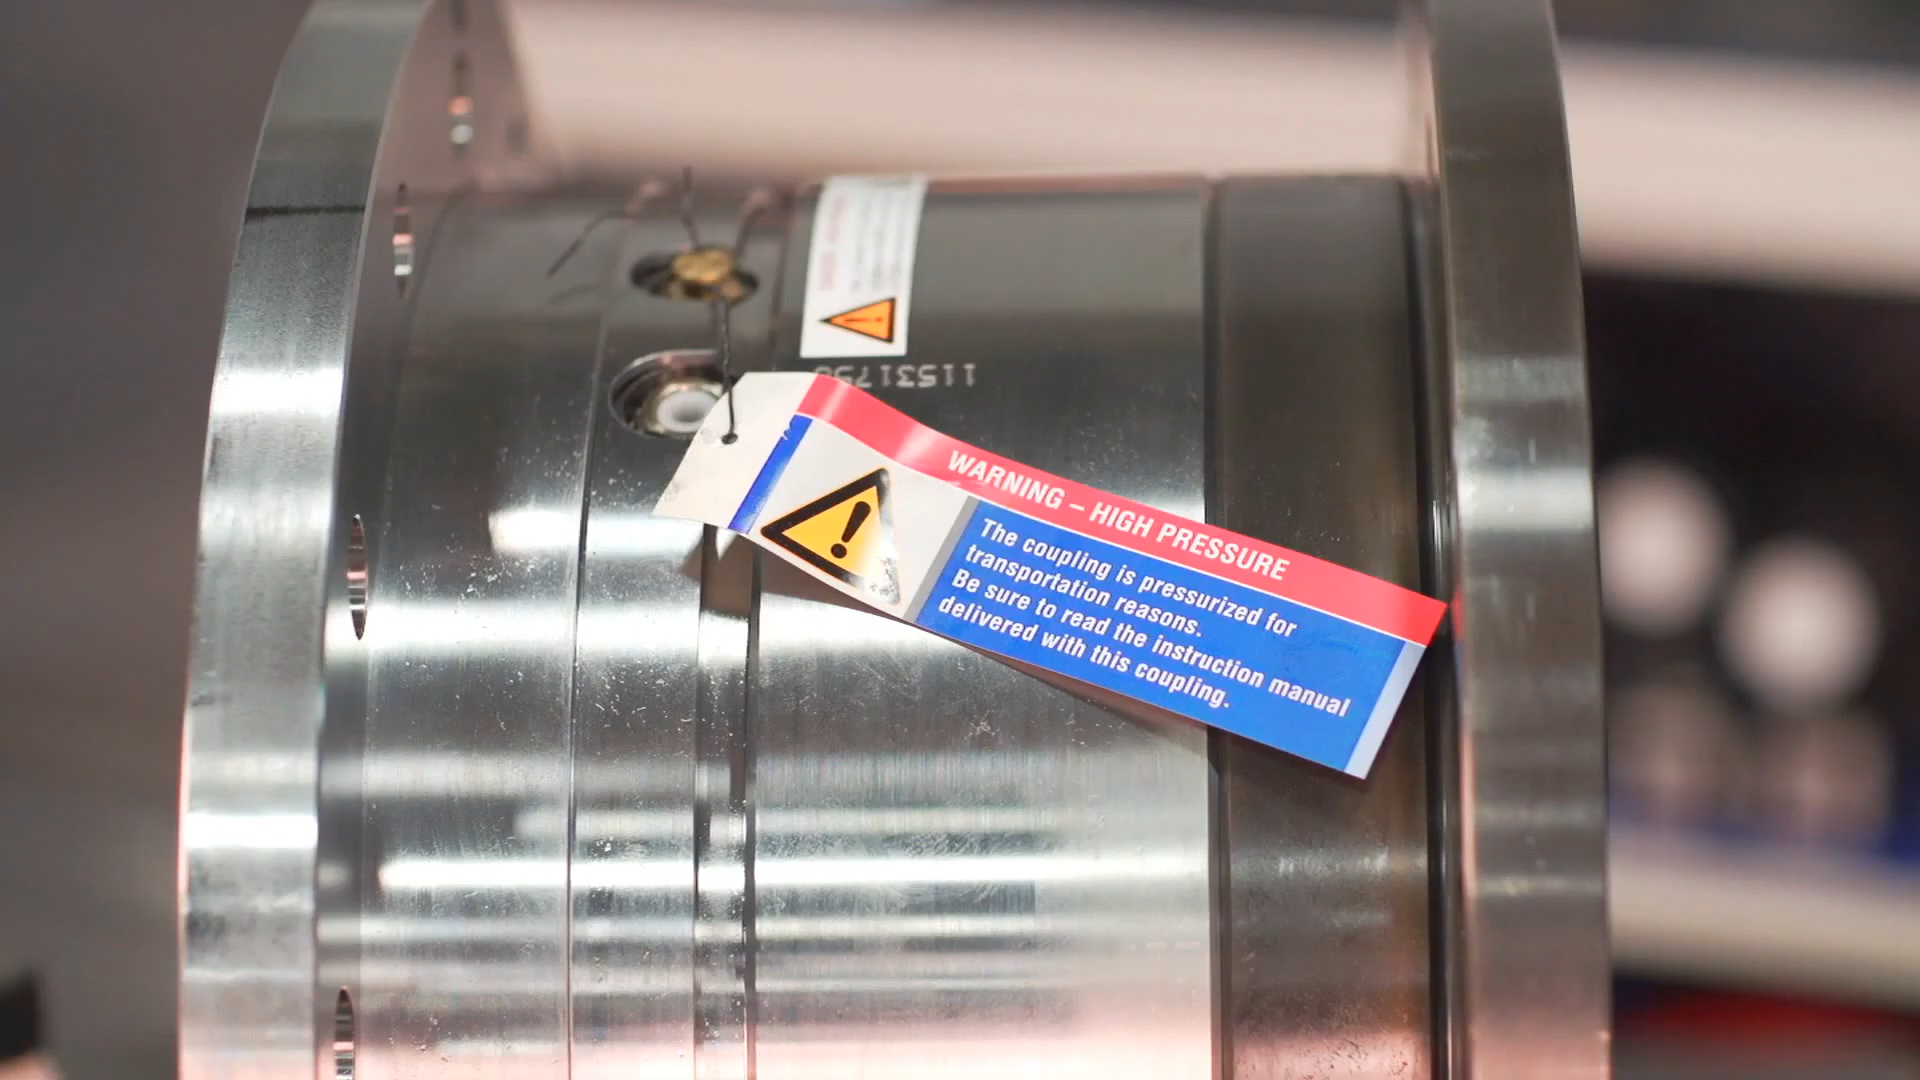 WARNING – HIGH PRESSURE
The coupling is pressurized for
transportation reasons.
Be sure to read the instruction manual
delivered with this coupling.